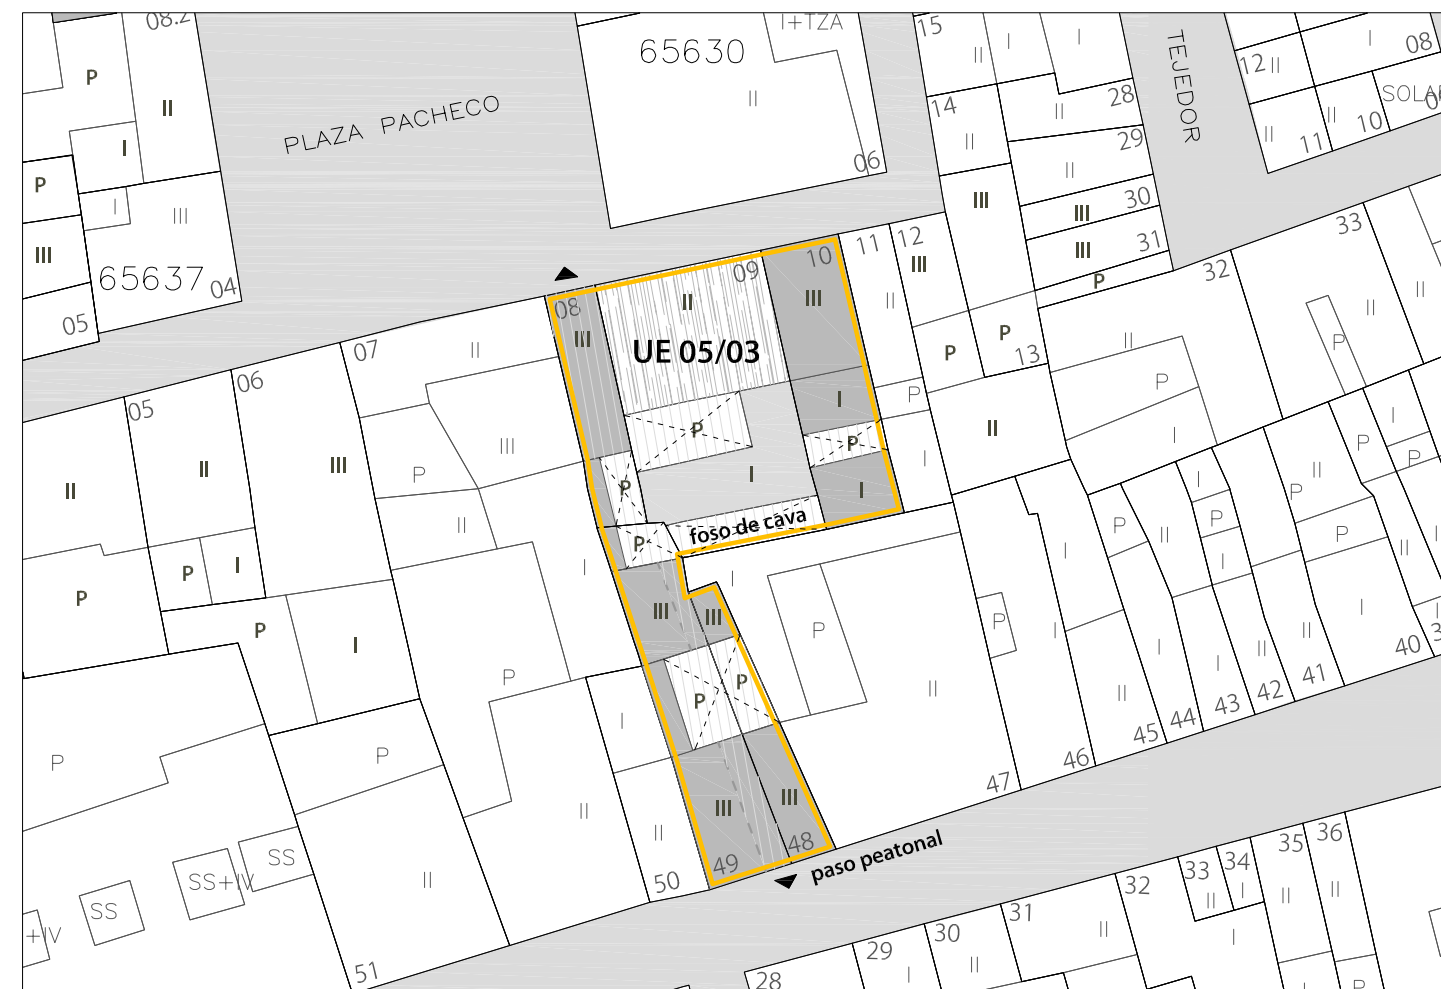 08.2
I+TZA
15
I
I
I
08
P
65630
II
TEJEDOR
12
II
II
II
PLAZA PACHECO
II
14
28
II
SOLAR
I
II
II
10
06
29
II
11
P
II
I
III
III
30
III
31
33
III
III
65637
04
10
11
12
III
P
32
05
08
09
II
III
II
II
II
III
UE 05/03
P
P
13
II
P
07
II
06
I
P
P
05
P
P
II
I
I
P
III
II
III
P
I
I
P
I
II
P
P
II
foso de cava
P
P
I
II
P
II
P
I
I
I
I
P
III
III
P
I
I
II
I
40
P
I
P
P
P
P
II
II
I
II
II
41
42
43
44
45
46
47
P
P
III
III
II
II
48
49
paso peatonal
50
SS
SS+IV
SS
+IV
II
51
36
35
34
33
32
31
30
29
28
II
I
II
II
II
I
II
I
I
P